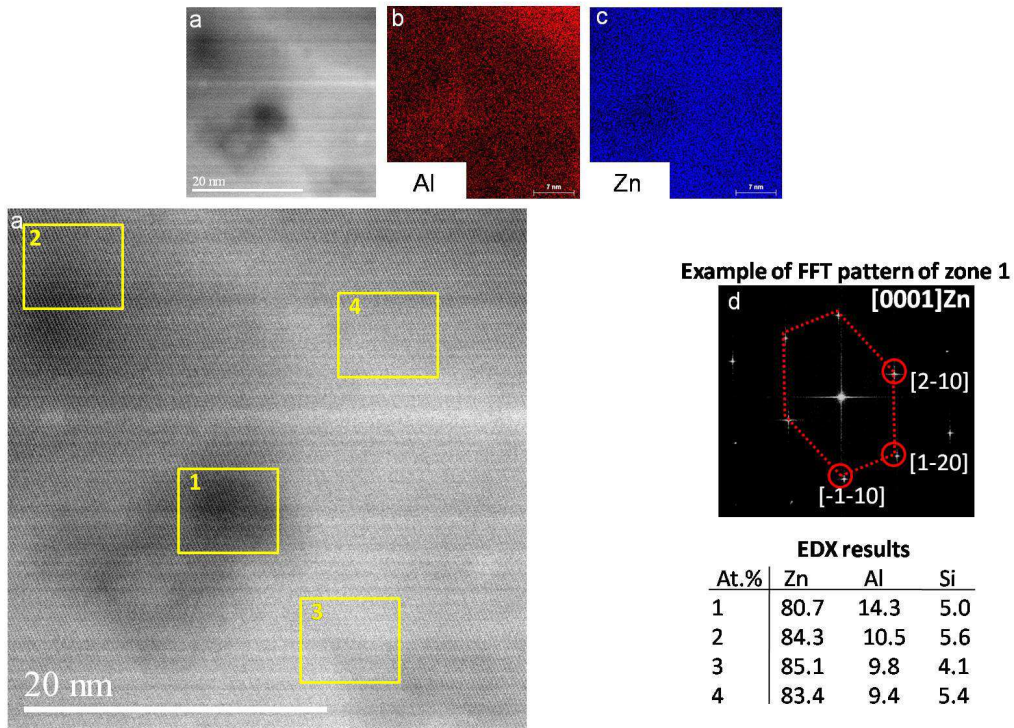 a
b
c
20 nm
Al
7 nm
Zn
7 nm
a
2
4
1
3
20 nm
Example of FFT pattern of zone 1
d
[0001]Zn
[2-10]
[1-20]
[-1-10]
EDX results
At.% Zn Al Si
1 80.7 14.3 5.0
2 84.3 10.5 5.6
3 85.1 9.8 4.1
4 83.4 9.4 5.4